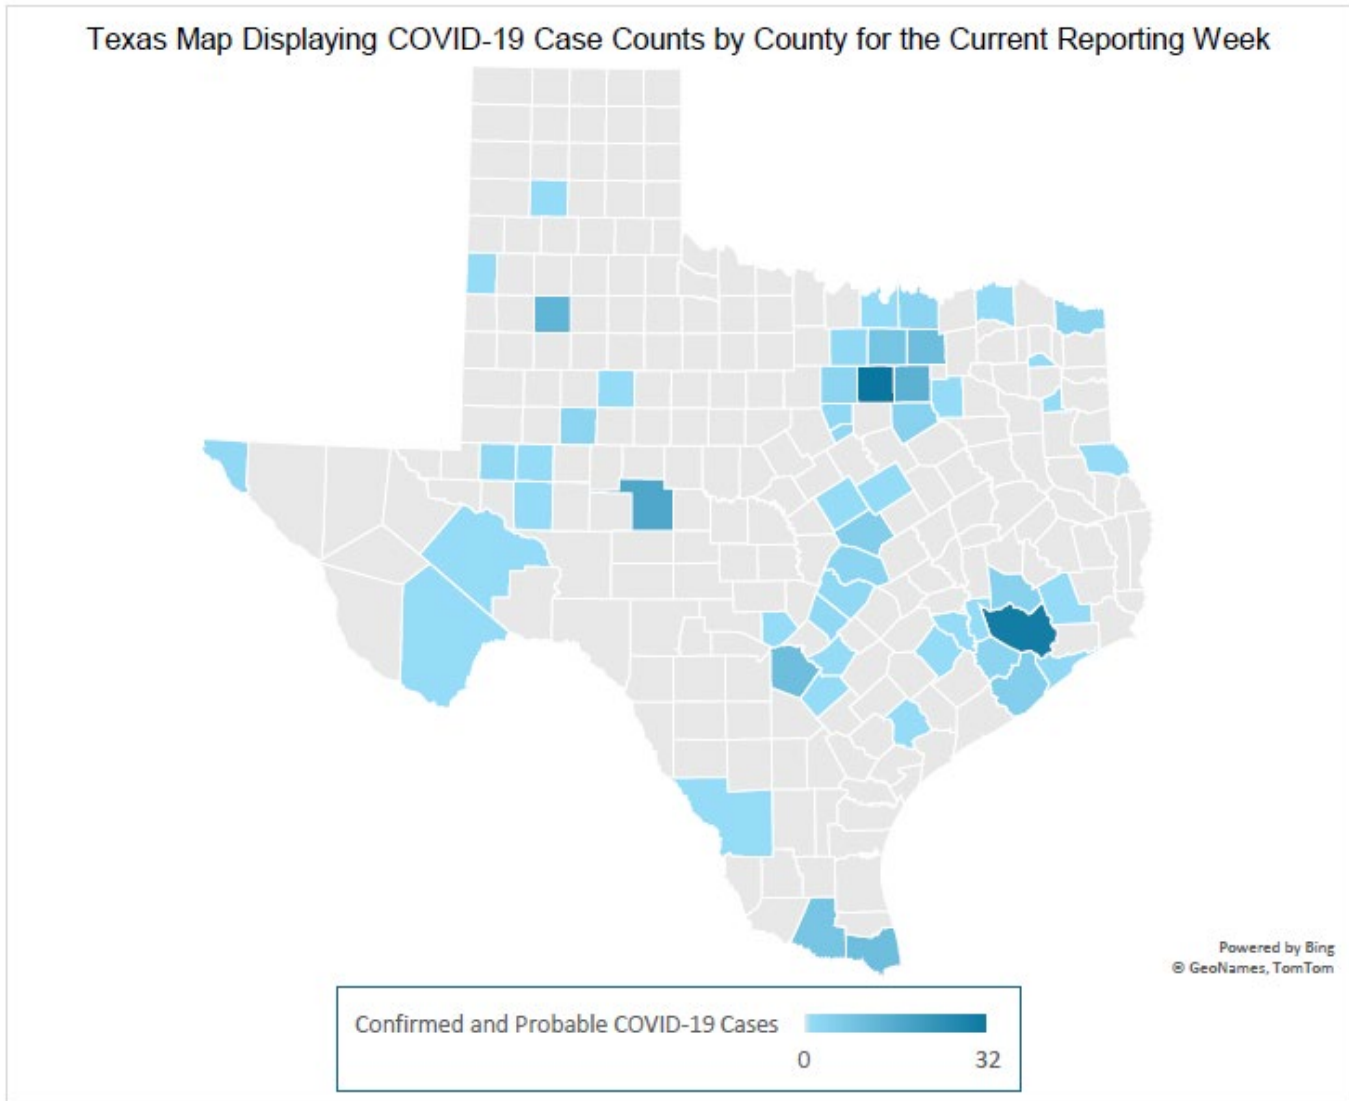 Texas Map Displaying COVID-19 Case Counts by County for the Current Reporting Week
Powered by Bing
© GeoNames, TomTom
Confirmed and Probable COVID-19 Cases
0 32